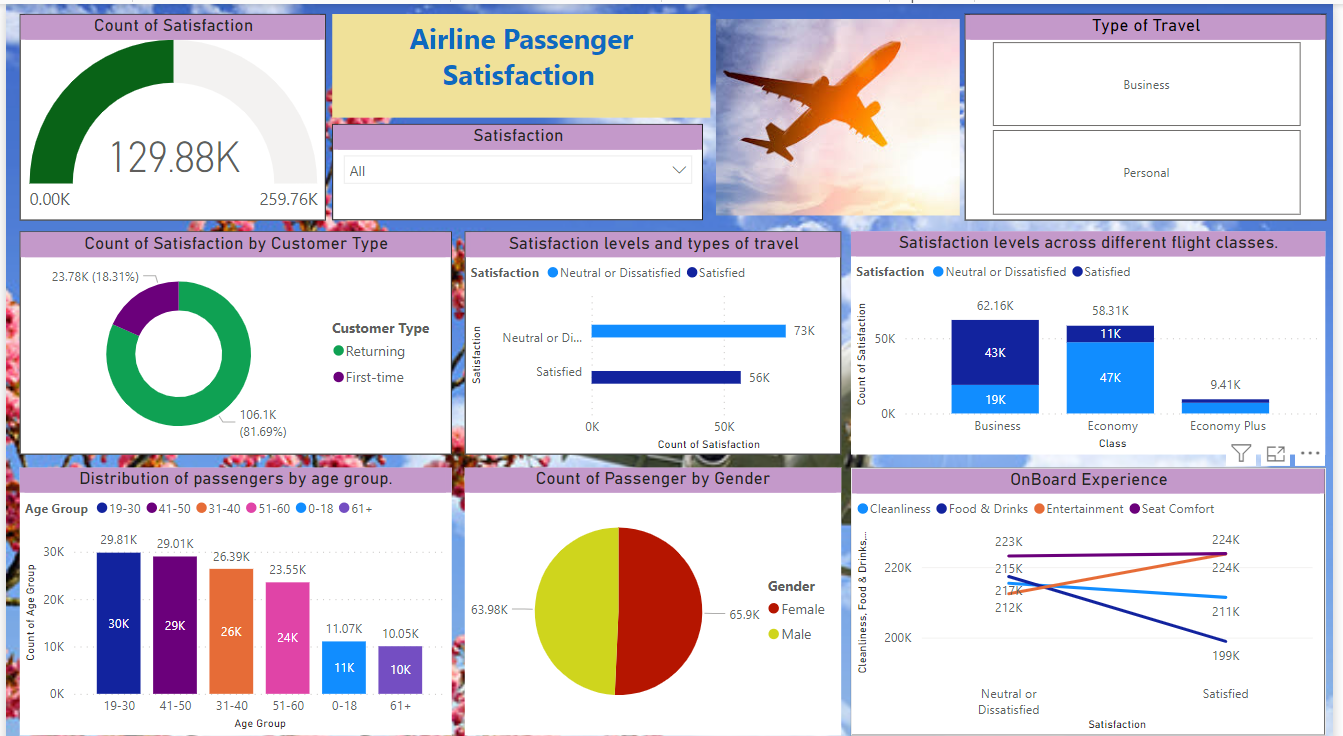 Count of Satisfaction
129.88K
0.00K
259.76K
Airline Passenger
Satisfaction
Satisfaction
All
Type of Travel
Business
Personal
Count of Satisfaction by Customer Type
23.78K (18.31%)
Customer Type
Returning
First-time
106.1K
(81.69%)
Satisfaction levels and types of travel
Satisfaction Neutral or Dissatisfied Satisfied
Satisfaction
Neutral or Di...
73K
Satisfied
56K
0K 50K
Count of Satisfaction
Satisfaction levels across different flight classes.
Satisfaction Neutral or Dissatisfied Satisfied
Count of Satisfaction
50K
0K
62.16K
43K
19K
58.31K
11K
47K
9.41K
Business Economy Economy Plus
Class
Distribution of passengers by age group.
Age Group 19-30 41-50 31-40 51-60 0-18 61+
Count of Age Group
30K
20K
10K
0K
29.81K
29.01K
26.39K
23.55K
11.07K
10.05K
30K
29K
26K
24K
11K
10K
19-30 41-50 31-40 51-60 0-18 61+
Age Group
Count of Passenger by Gender
63.98K
65.9K
Gender
Female
Male
OnBoard Experience
Cleanliness Food & Drinks Entertainment Seat Comfort
Cleanliness, Food & Drinks,...
220K
200K
223K
215K
217K
212K
224K
224K
211K
199K
Neutral or
Dissatisfied
Satisfied
Satisfaction